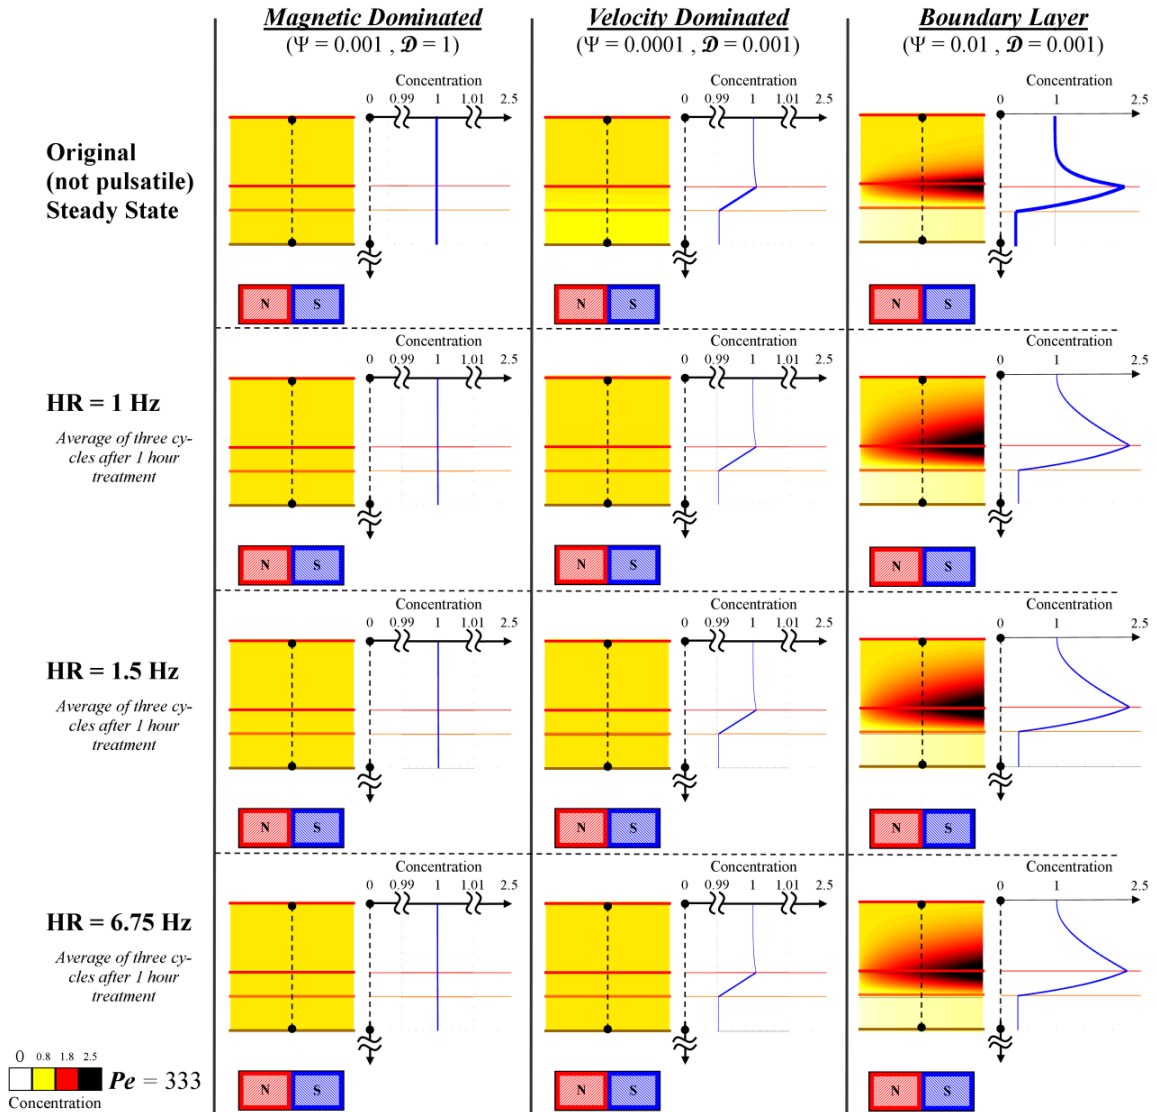 Magnetic Dominated Velocity Dominated Boundary Layer
(Ψ = 0.001 , 𝓓 = 1) (Ψ = 0.0001 , 𝓓 = 0.001) (Ψ = 0.01 , 𝓓 = 0.001)
Concentration Concentration Concentration
0 0.99 1 1.01 2.5 0 0.99 1 1.01 2.5 0 1 2.5
Original
(not pulsatile)
Steady State
N S N S N S
Concentration Concentration Concentration
0 0.99 1 1.01 2.5 0 0.99 1 1.01 2.5 0 1 2.5
HR = 1 Hz
Average of three cy-
cles after 1 hour
treatment
N S N S N S
Concentration Concentration Concentration
0 0.99 1 1.01 2.5 0 0.99 1 1.01 2.5 0 1 2.5
HR = 1.5 Hz
Average of three cy-
cles after 1 hour
treatment
N S N S N S
Concentration Concentration Concentration
0 0.99 1 1.01 2.5 0 0.99 1 1.01 2.5 0 1 2.5
HR = 6.75 Hz
Average of three cy-
cles after 1 hour
treatment
N S N S N S
0 0.8 1.8 2.5
Pe = 333
Concentration